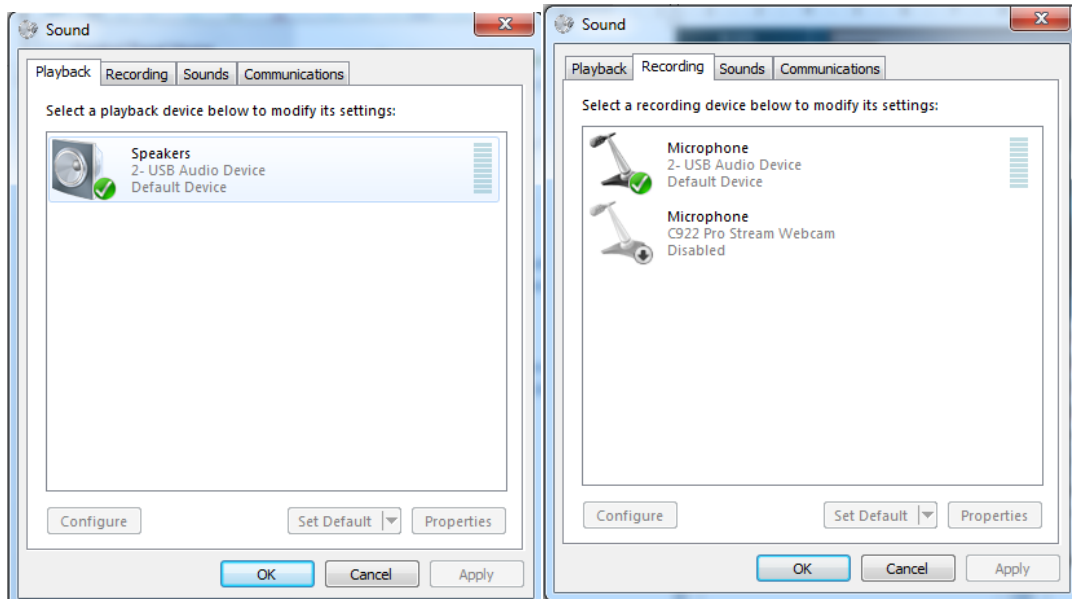 Sound
Playback Recording Sounds Communications
Select a playback device below to modify its settings:
Speakers
2- USB Audio Device
Default Device
Configure Set Default Properties
OK Cancel Apply
Sound
Playback Recording Sounds Communications
Select a recording device below to modify its settings:
Microphone
2- USB Audio Device
Default Device
Microphone
C922 Pro Stream Webcam
Disabled
Configure Set Default Properties
OK Cancel Apply